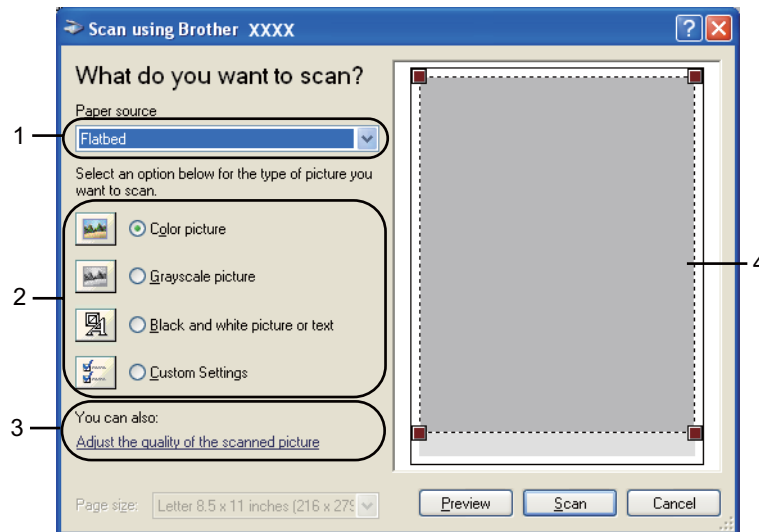 Scan using Brother XXXX
What do you want to scan?
Paper source
1
Flatbed
Select an option below for the type of picture you
want to scan.
Color picture
Grayscale picture
2
Black and white picture or text
Custom Settings
4
You can also:
3
Adjust the quality of the scanned picture
Page size: Letter 8.5 x 11 inches (216 x 279
Preview Scan Cancel